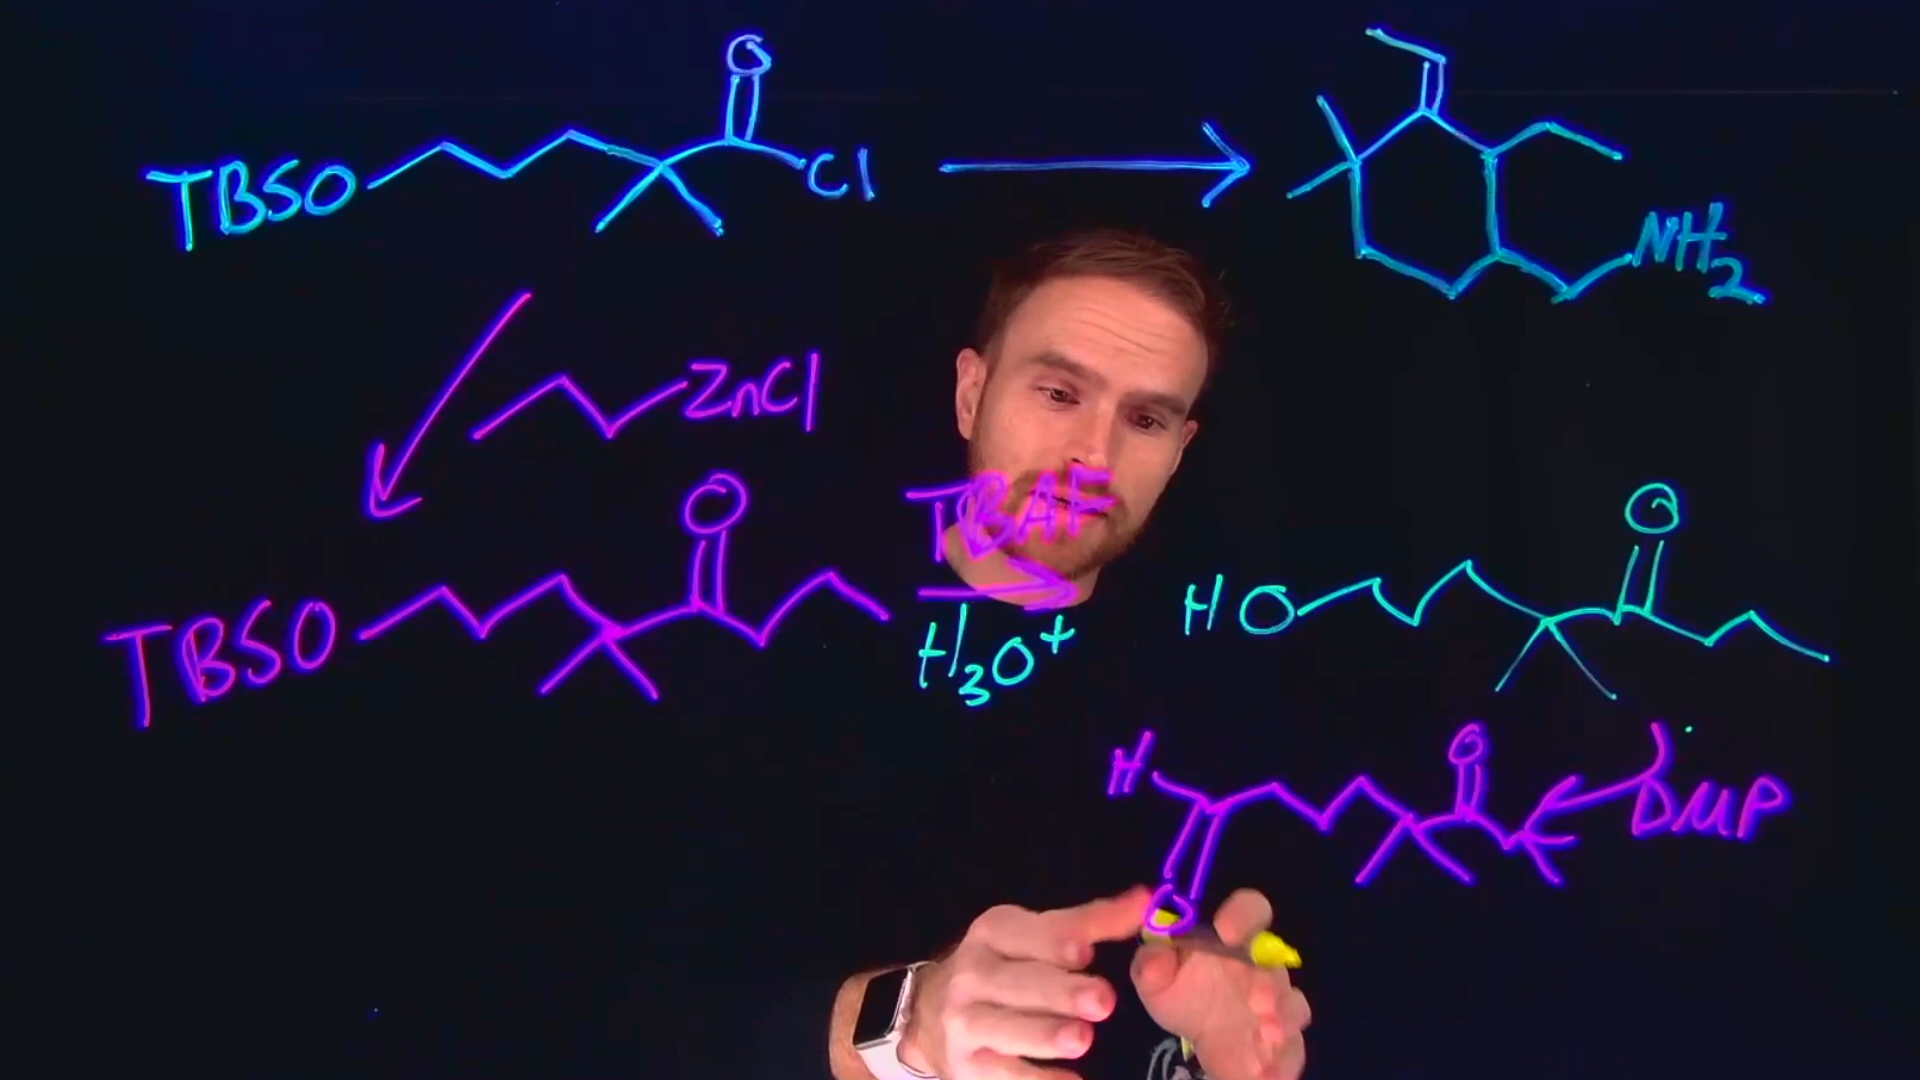 O
TBSO Cl
NH2
ZnCl
O
TBAF
TBSO
H3O+
O
HO
H O DMP
O